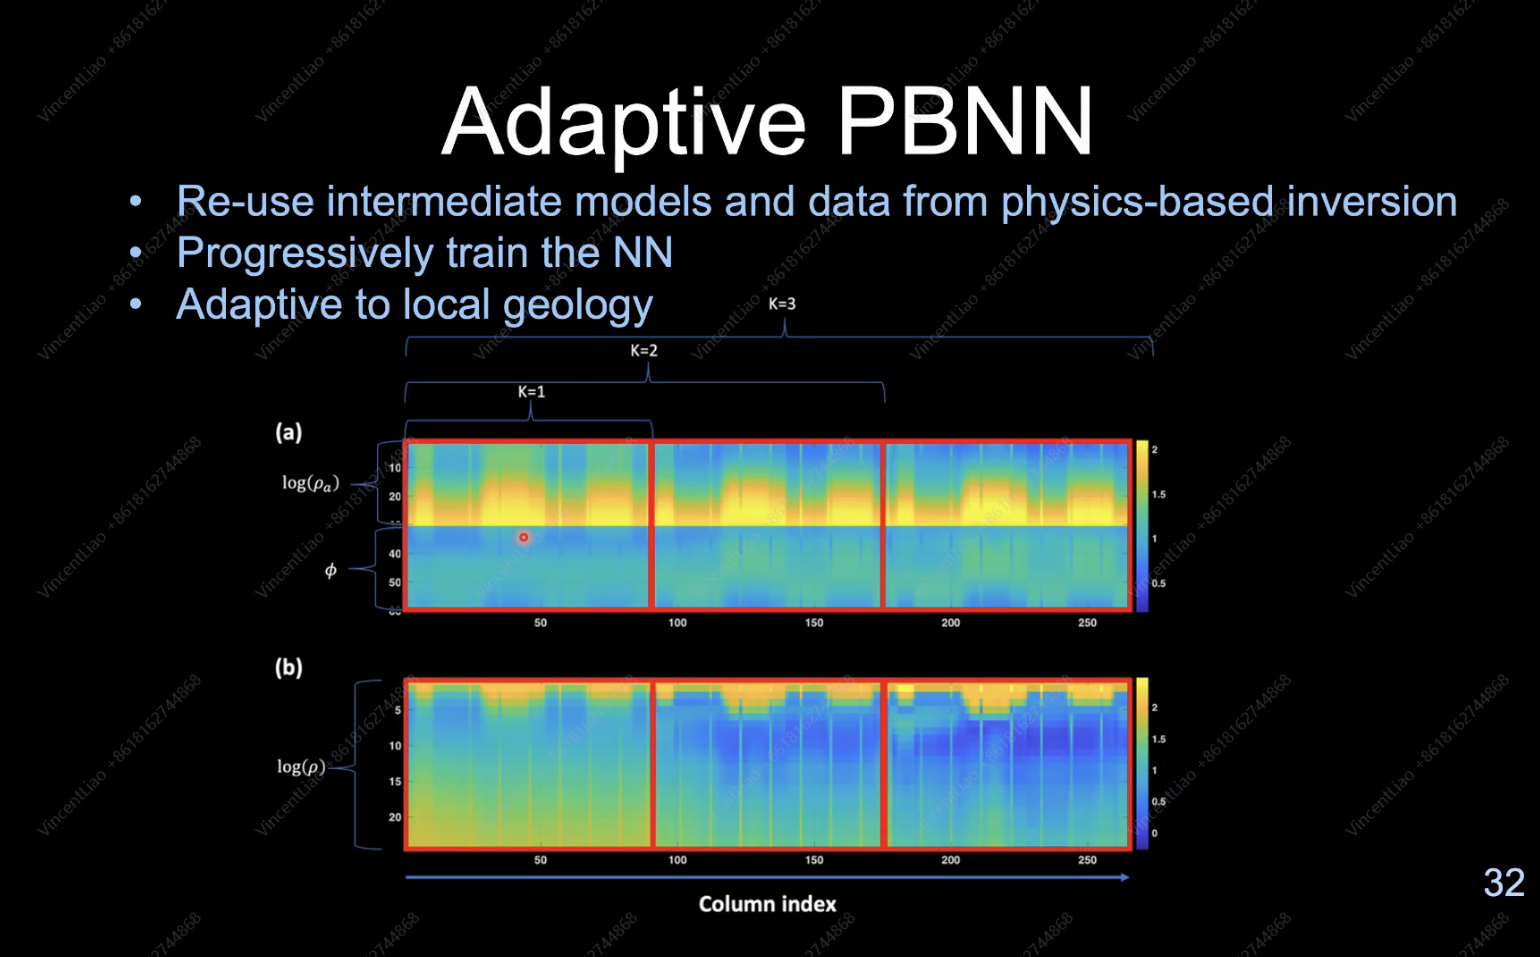 Adaptive PBNN
• Re-use intermediate models and data from physics-based inversion
• Progressively train the NN
• Adaptive to local geology
K=3
K=2
K=1
(a)
log(ρₐ)
ϕ
10
20
40
50
60
50 100 150 200 250
2
1.5
1
0.5
(b)
log(ρ)
5
10
15
20
50 100 150 200 250
2
1.5
1
0.5
0
Column index
32
VincentLiao +8618162744868